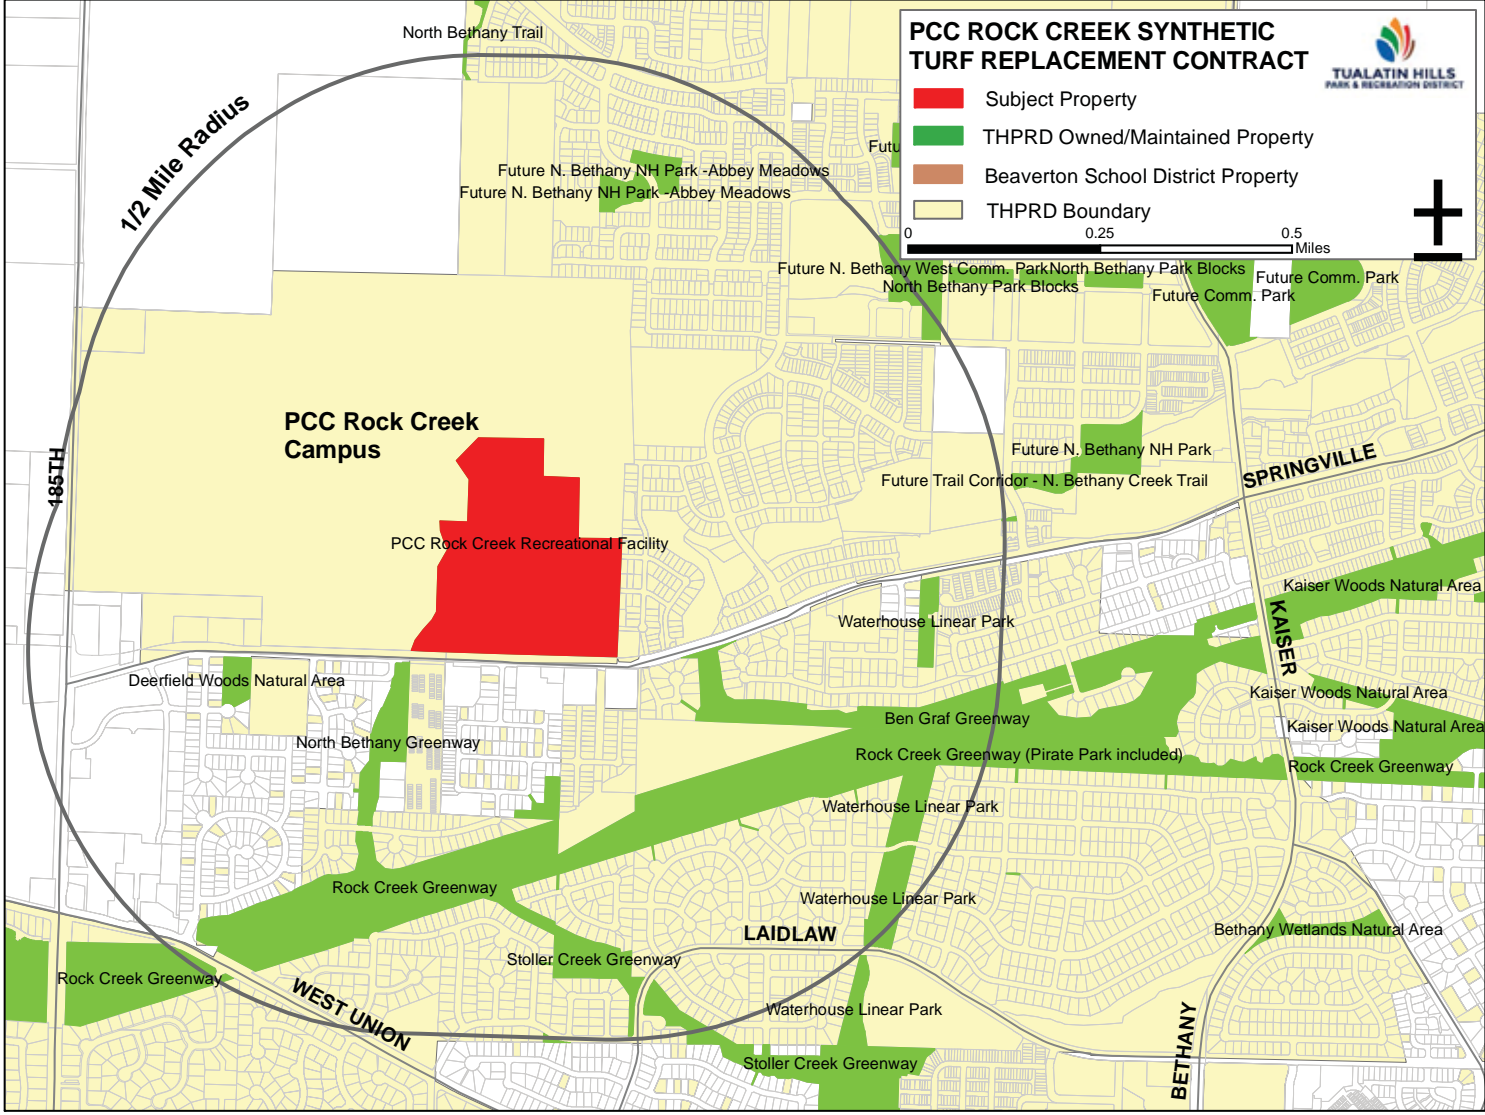 North Bethany Trail
PCC ROCK CREEK SYNTHETIC
TURF REPLACEMENT CONTRACT
TUALATIN HILLS
PARK & RECREATION DISTRICT
Subject Property
THPRD Owned/Maintained Property
Beaverton School District Property
THPRD Boundary
0 0.25 0.5
Miles
1/2 Mile Radius
Futu
Future N. Bethany NH Park -Abbey Meadows
Future N. Bethany NH Park -Abbey Meadows
Future N. Bethany West Comm. Park
North Bethany Park Blocks
North Bethany Park Blocks
Future Comm. Park
Future Comm. Park
PCC Rock Creek
Campus
185TH
Future N. Bethany NH Park
SPRINGVILLE
Future Trail Corridor - N. Bethany Creek Trail
PCC Rock Creek Recreational Facility
Kaiser Woods Natural Area
Waterhouse Linear Park
KAISER
Deerfield Woods Natural Area
Kaiser Woods Natural Area
Ben Graf Greenway
Kaiser Woods Natural Area
North Bethany Greenway
Rock Creek Greenway (Pirate Park included)
Rock Creek Greenway
Waterhouse Linear Park
Rock Creek Greenway
Waterhouse Linear Park
LAIDLAW
Bethany Wetlands Natural Area
Stoller Creek Greenway
Rock Creek Greenway
WEST UNION
Waterhouse Linear Park
BETHANY
Stoller Creek Greenway